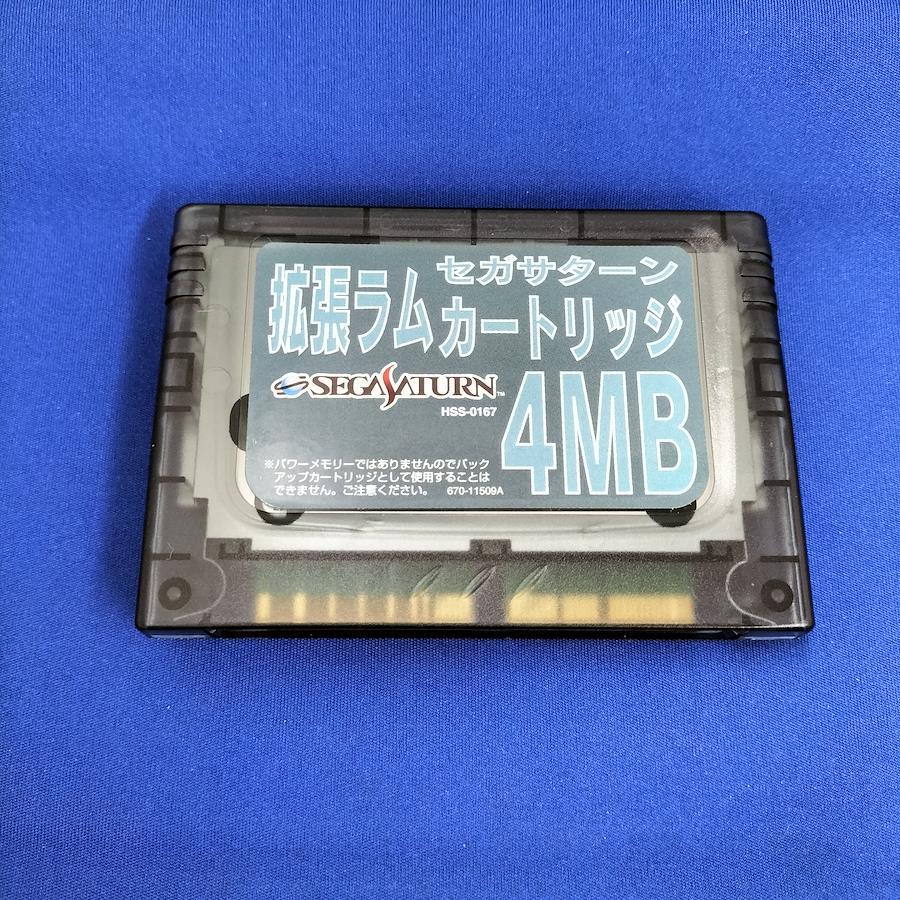 セガサターン
拡張ラムカートリッジ
SEGA SATURN™
HSS-0167
4MB
※パワーメモリーではありませんのでバック
アップカートリッジとして使用することは
できません。ご注意ください。 670-11509A